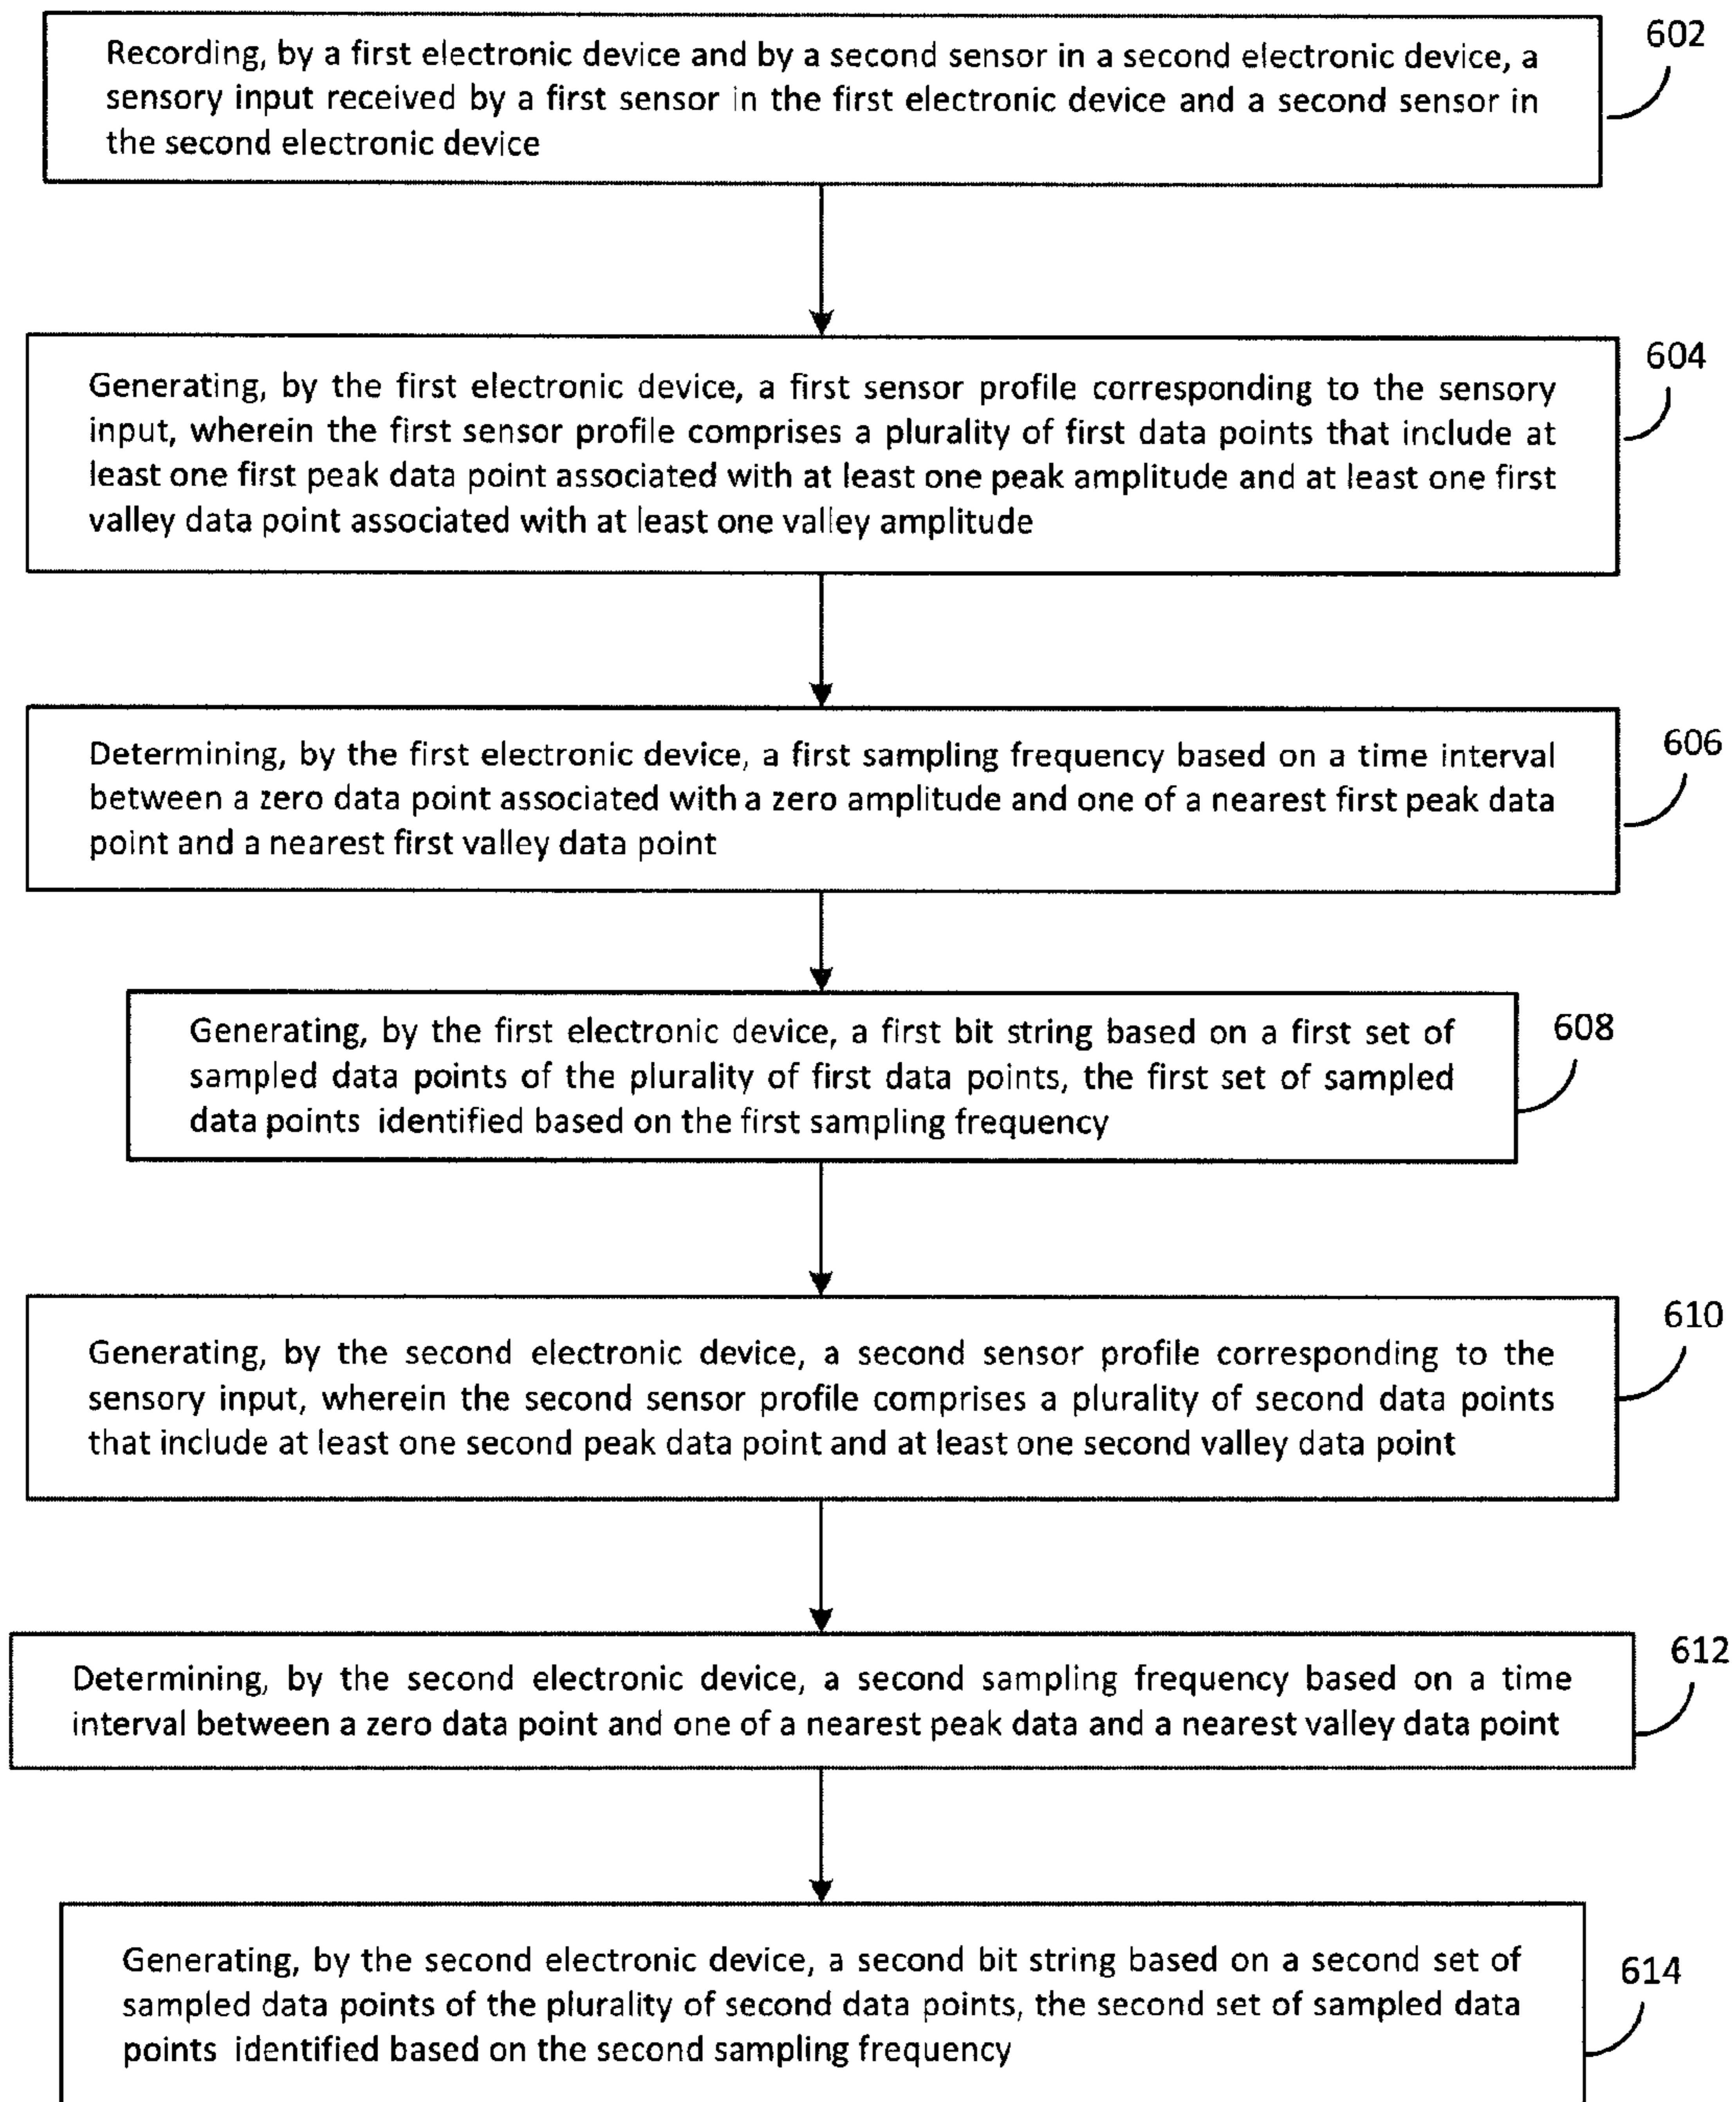 Recording, by a first electronic device and by a second sensor in a second electronic device, a
sensory input received by a first sensor in the first electronic device and a second sensor in
the second electronic device
602
Generating, by the first electronic device, a first sensor profile corresponding to the sensory
input, wherein the first sensor profile comprises a plurality of first data points that include at
least one first peak data point associated with at least one peak amplitude and at least one first
valley data point associated with at least one valley amplitude
604
Determining, by the first electronic device, a first sampling frequency based on a time interval
between a zero data point associated with a zero amplitude and one of a nearest first peak data
point and a nearest first valley data point
606
Generating, by the first electronic device, a first bit string based on a first set of
sampled data points of the plurality of first data points, the first set of sampled
data points identified based on the first sampling frequency
608
Generating, by the second electronic device, a second sensor profile corresponding to the
sensory input, wherein the second sensor profile comprises a plurality of second data points
that include at least one second peak data point and at least one second valley data point
610
Determining, by the second electronic device, a second sampling frequency based on a time
interval between a zero data point and one of a nearest peak data and a nearest valley data point
612
Generating, by the second electronic device, a second bit string based on a second set of
sampled data points of the plurality of second data points, the second set of sampled data
points identified based on the second sampling frequency
614